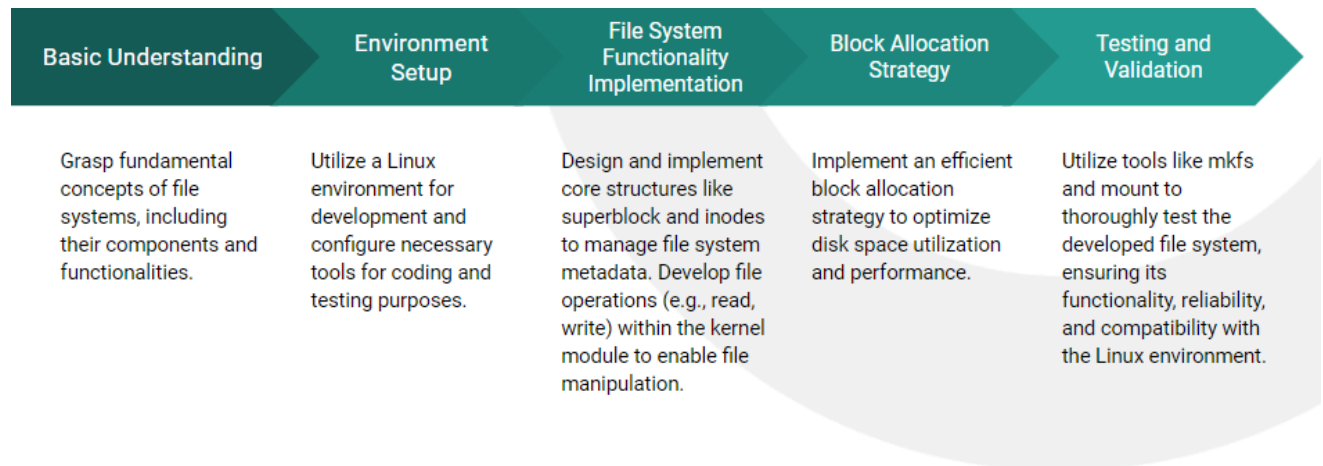 Basic Understanding
Environment
Setup
File System
Functionality
Implementation
Block Allocation
Strategy
Testing and
Validation
Grasp fundamental
concepts of file
systems, including
their components and
functionalities.
Utilize a Linux
environment for
development and
configure necessary
tools for coding and
testing purposes.
Design and implement
core structures like
superblock and inodes
to manage file system
metadata. Develop file
operations (e.g., read,
write) within the kernel
module to enable file
manipulation.
Implement an efficient
block allocation
strategy to optimize
disk space utilization
and performance.
Utilize tools like mkfs
and mount to
thoroughly test the
developed file system,
ensuring its
functionality, reliability,
and compatibility with
the Linux environment.